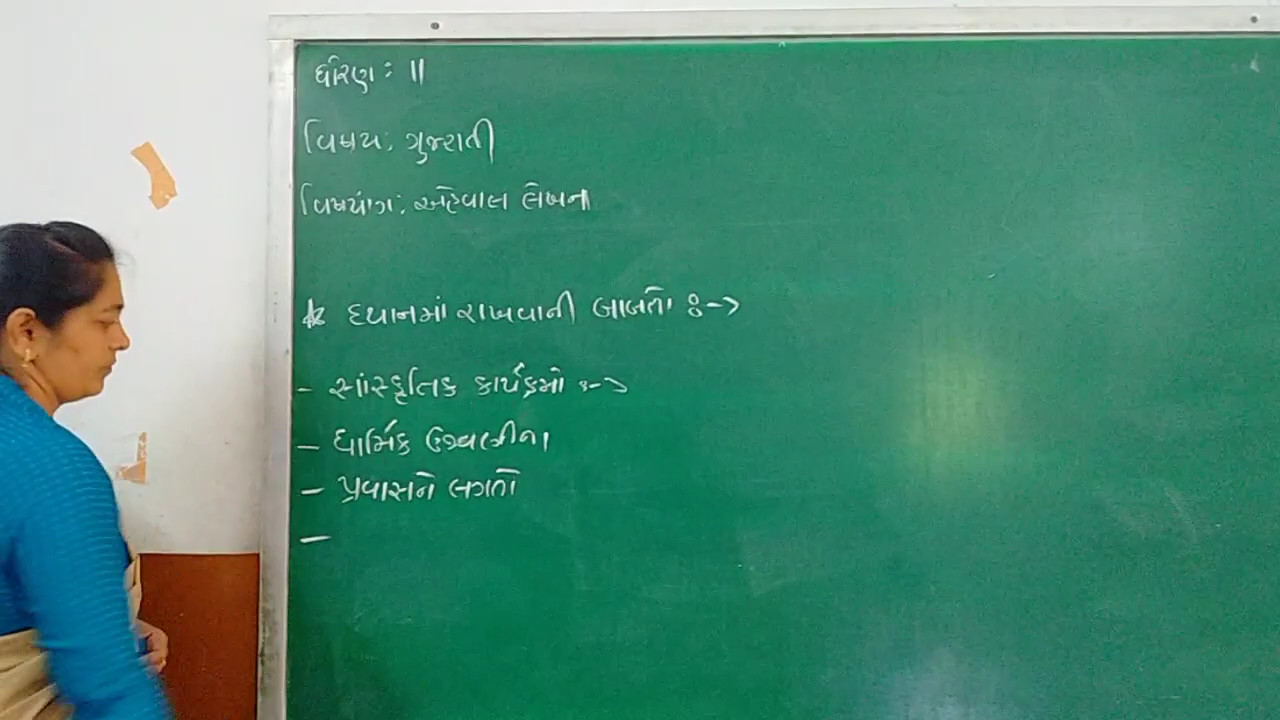 ધોરણ : 11
વિષય : ગુજરાતી
વિષયાંગ : અહેવાલ લેખન
* ધ્યાનમાં રાખવાની બાબતો :->
- સાંસ્કૃતિક કાર્યક્રમો :->
- ધાર્મિક ઉજવણીના
- પ્રવાસને લગતો
-